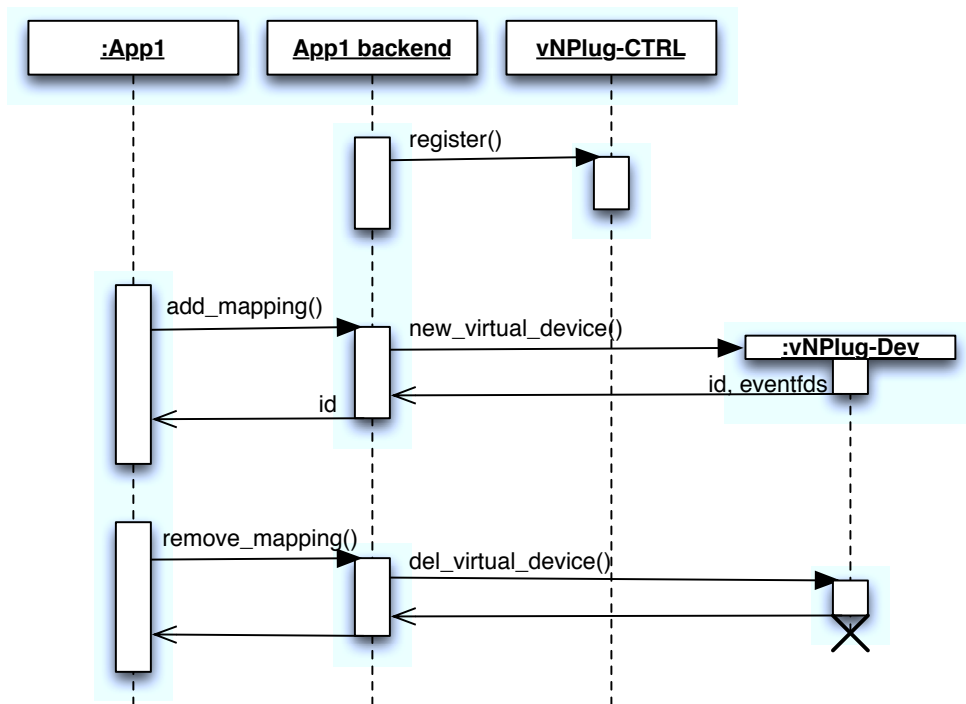 :App1
App1 backend
vNPlug-CTRL
register()
add_mapping()
new_virtual_device()
:vNPlug-Dev
id, eventfds
id
remove_mapping()
del_virtual_device()